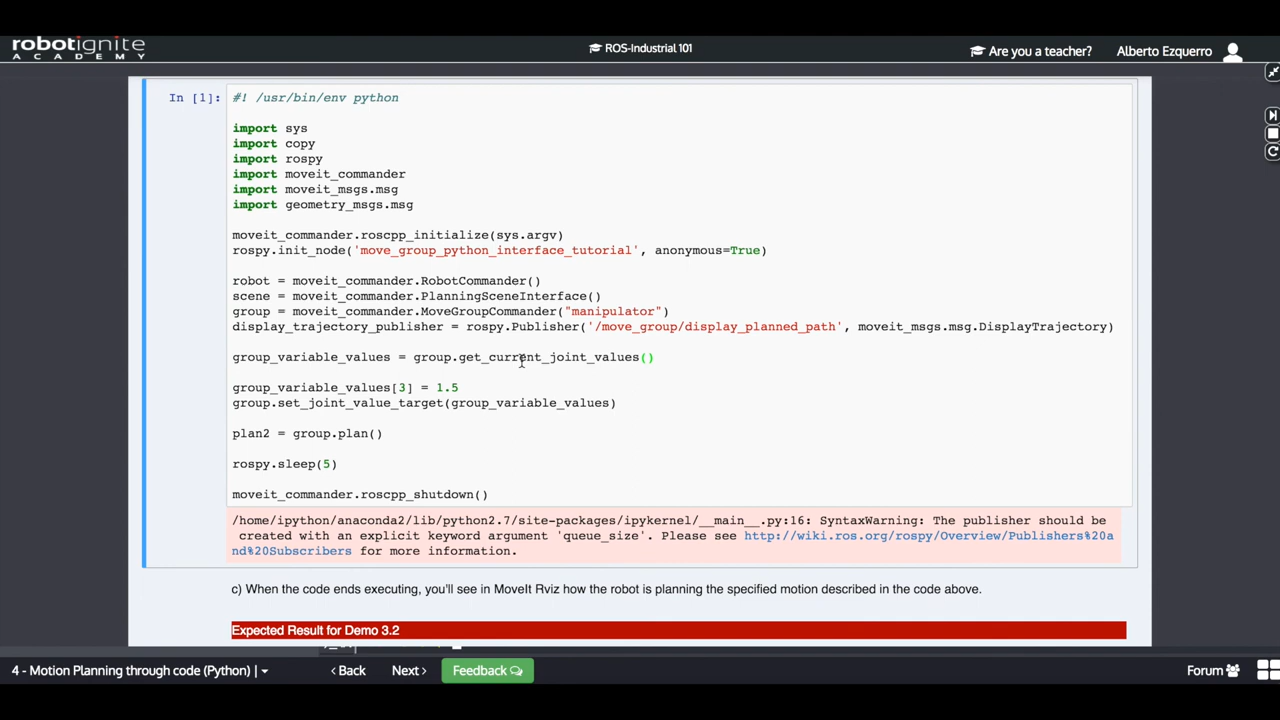 robotignite
ACADEMY
ROS-Industrial 101
Are you a teacher?
Alberto Ezquerro
In [1]:
#! /usr/bin/env python
import sys
import copy
import rospy
import moveit_commander
import moveit_msgs.msg
import geometry_msgs.msg
moveit_commander.roscpp_initialize(sys.argv)
rospy.init_node('move_group_python_interface_tutorial', anonymous=True)
robot = moveit_commander.RobotCommander()
scene = moveit_commander.PlanningSceneInterface()
group = moveit_commander.MoveGroupCommander("manipulator")
display_trajectory_publisher = rospy.Publisher('/move_group/display_planned_path', moveit_msgs.msg.DisplayTrajectory)
group_variable_values = group.get_current_joint_values()
group_variable_values[3] = 1.5
group.set_joint_value_target(group_variable_values)
plan2 = group.plan()
rospy.sleep(5)
moveit_commander.roscpp_shutdown()
/home/ipython/anaconda2/lib/python2.7/site-packages/ipykernel/__main__.py:16: SyntaxWarning: The publisher should be
created with an explicit keyword argument 'queue_size'. Please see http://wiki.ros.org/rospy/Overview/Publishers%20a
nd%20Subscribers for more information.
c) When the code ends executing, you'll see in MoveIt Rviz how the robot is planning the specified motion described in the code above.
Expected Result for Demo 3.2
4 - Motion Planning through code (Python) |
Back
Next
Feedback
Forum